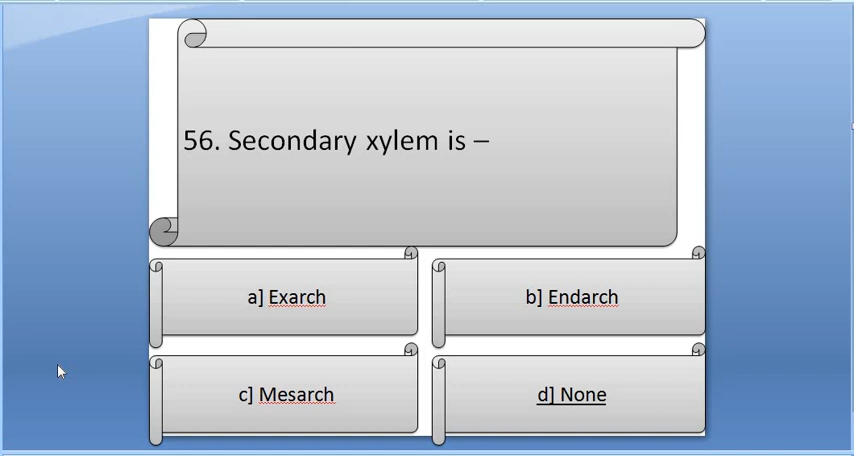 56. Secondary xylem is –
a] Exarch
b] Endarch
c] Mesarch
d] None